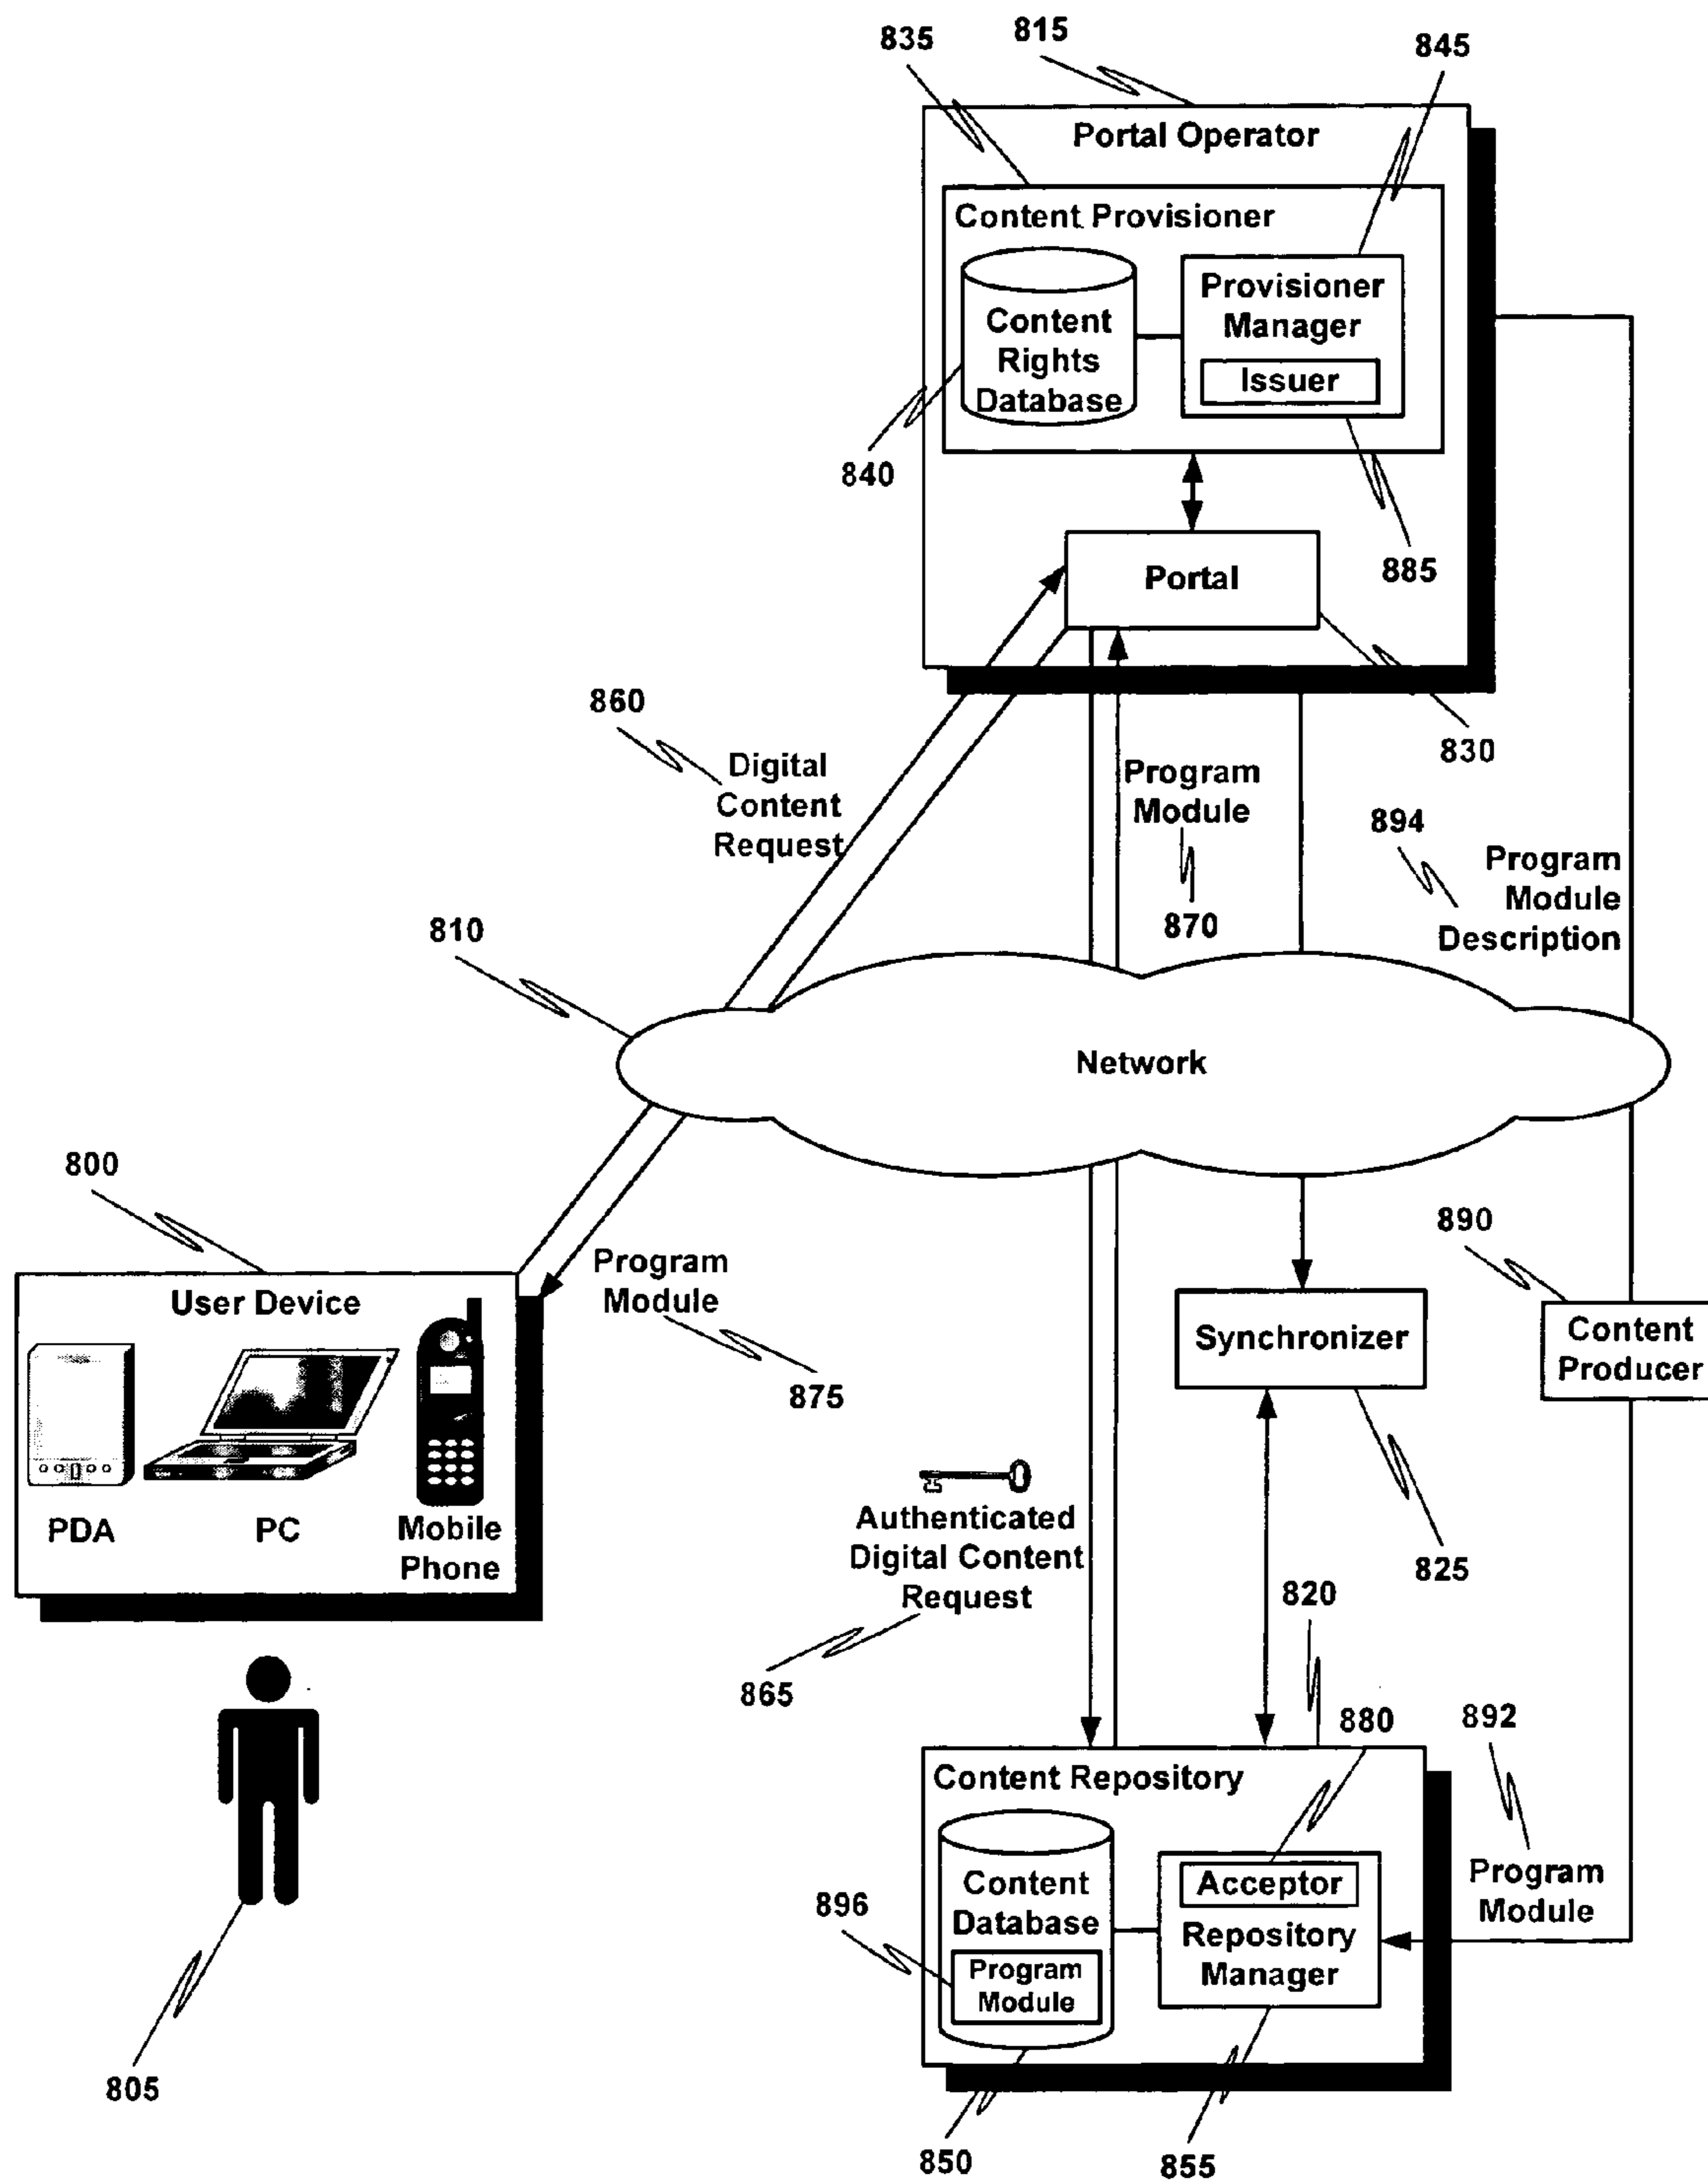 835
815
845
Portal Operator
Content Provisioner
Content
Rights
Database
Provisioner
Manager
Issuer
840
885
Portal
830
860
Digital
Content
Request
Program
Module
870
894
Program
Module
Description
810
Network
800
User Device
PDA
PC
Mobile
Phone
Program
Module
875
Synchronizer
825
890
Content
Producer
Authenticated
Digital Content
Request
865
820
880
892
Program
Module
Content Repository
Content
Database
Program
Module
896
Acceptor
Repository
Manager
805
850
855